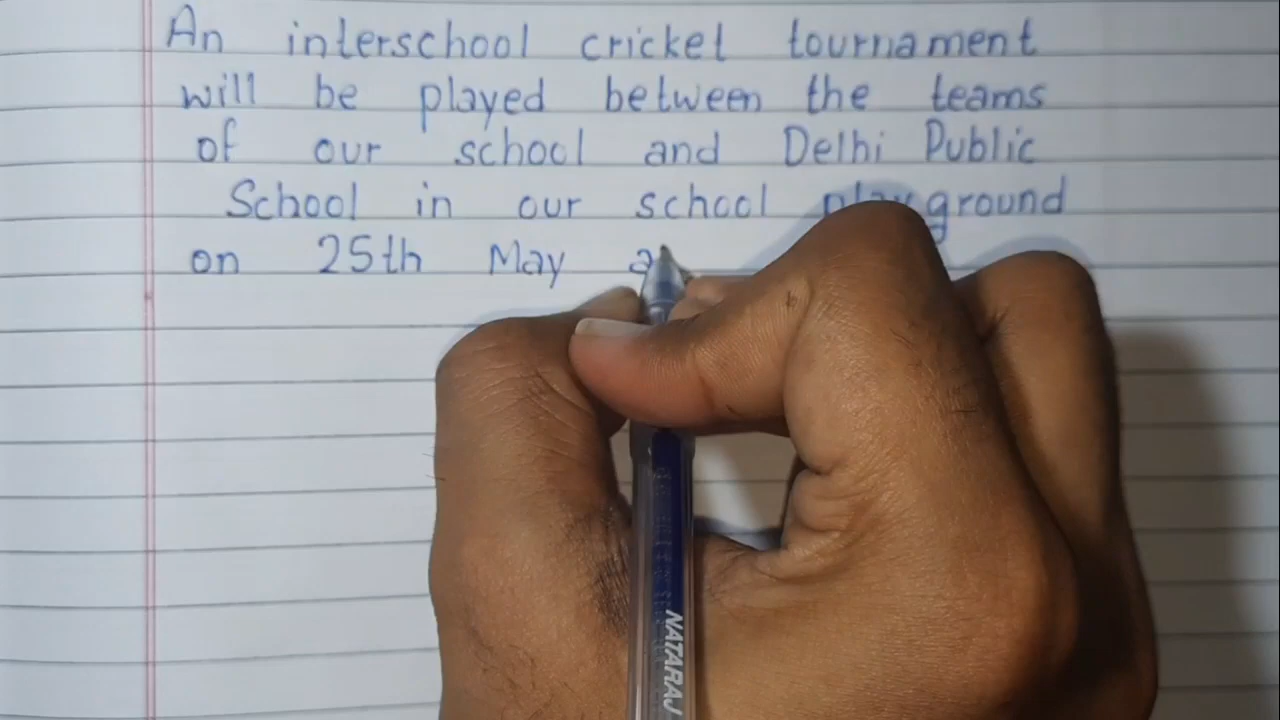 An interschool cricket tournament
will be played between the teams
of our school and Delhi Public
School in our school playground
on 25th May a
NATARAJ